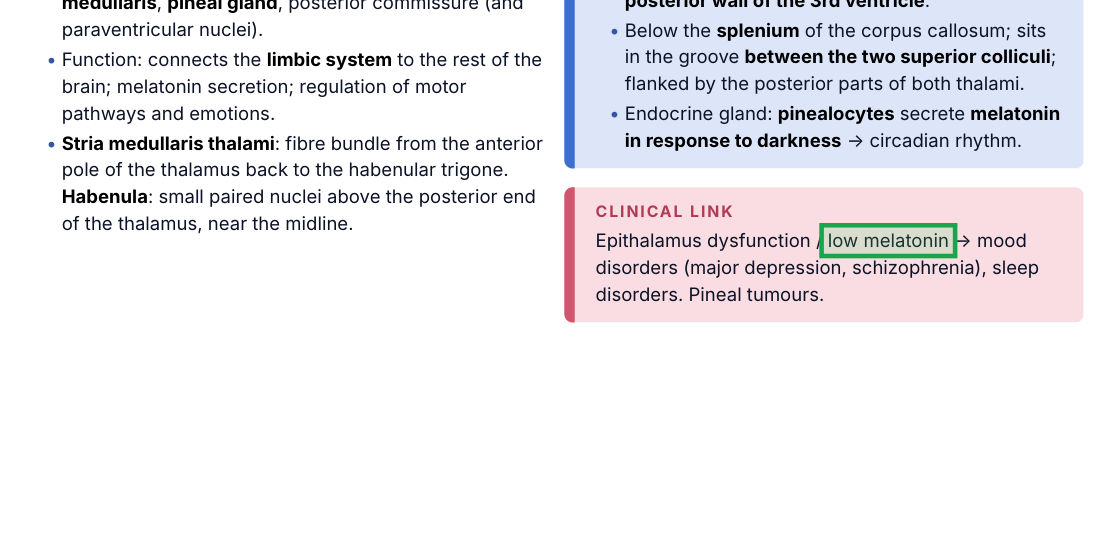 medullaris, pineal gland, posterior commissure (and
paraventricular nuclei).
• Function: connects the limbic system to the rest of the
brain; melatonin secretion; regulation of motor
pathways and emotions.
• Stria medullaris thalami: fibre bundle from the anterior
pole of the thalamus back to the habenular trigone.
Habenula: small paired nuclei above the posterior end
of the thalamus, near the midline.
posterior wall of the 3rd ventricle.
• Below the splenium of the corpus callosum; sits
in the groove between the two superior colliculi;
flanked by the posterior parts of both thalami.
• Endocrine gland: pinealocytes secrete melatonin
in response to darkness → circadian rhythm.
CLINICAL LINK
Epithalamus dysfunction / low melatonin → mood
disorders (major depression, schizophrenia), sleep
disorders. Pineal tumours.